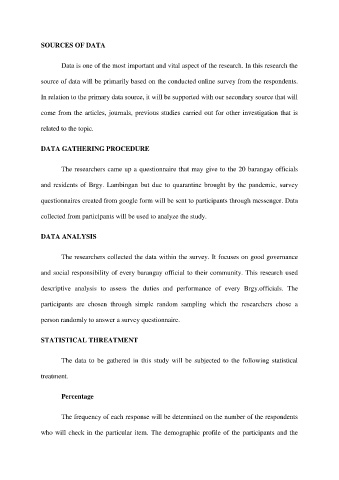 SOURCES OF DATA
Data is one of the most important and vital aspect of the research. In this research the
source of data will be primarily based on the conducted online survey from the respondents.
In relation to the primary data source, it will be supported with our secondary source that will
come from the articles, journals, previous studies carried out for other investigation that is
related to the topic.
DATA GATHERING PROCEDURE
The researchers came up a questionnaire that may give to the 20 barangay officials
and residents of Brgy. Lumbirgan but due to quarantine brought by the pandemic, survey
questionnaires created from google form will be sent to participants through messenger. Data
collected from participants will be used to analyze the study.
DATA ANALYSIS
The researchers collected the data within the survey. It focuses on good governance
and social responsibility of every barangay official to their community. This research used
descriptive analysis to assess the duties and performance of every Brgy.officials. The
participants are chosen through simple random sampling which the researchers chose a
person randomly to answer a survey questionnaire.
STATISTICAL THREATMENT
The data to be gathered in this study will be subjected to the following statistical
treatment.
Percentage
The frequency of each response will be determined on the number of the respondents
who will check in the particular item. The demographic profile of the participants and the